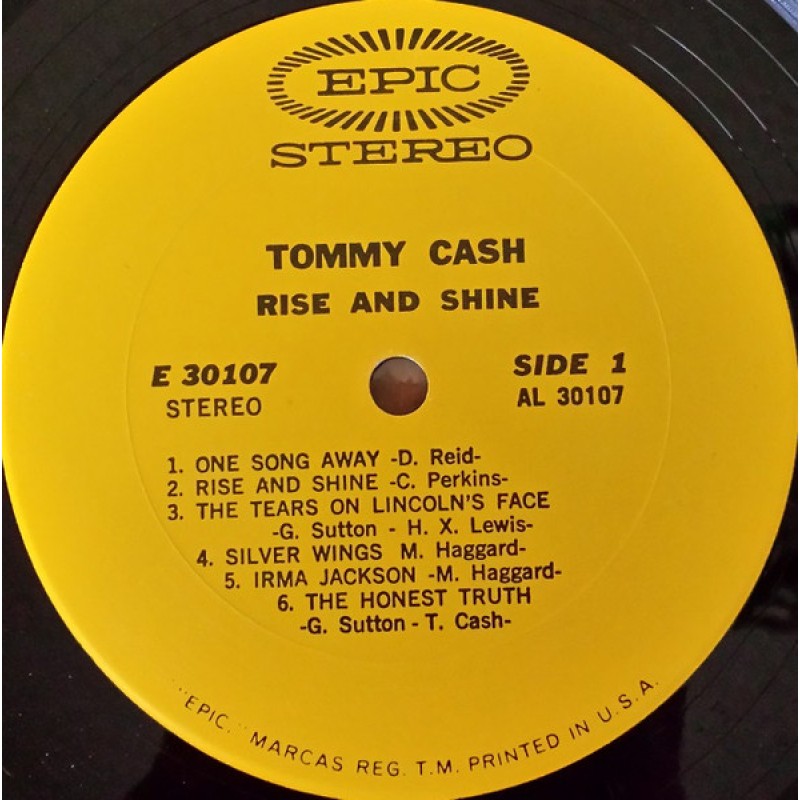 EPIC
STEREO
TOMMY CASH
RISE AND SHINE
E 30107
STEREO
SIDE 1
AL 30107
1. ONE SONG AWAY -D. Reid-
2. RISE AND SHINE -C. Perkins-
3. THE TEARS ON LINCOLN'S FACE
-G. Sutton - H. X. Lewis-
4. SILVER WINGS M. Haggard-
5. IRMA JACKSON -M. Haggard-
6. THE HONEST TRUTH
-G. Sutton - T. Cash-
"EPIC," MARCAS REG. T.M. PRINTED IN U.S.A.